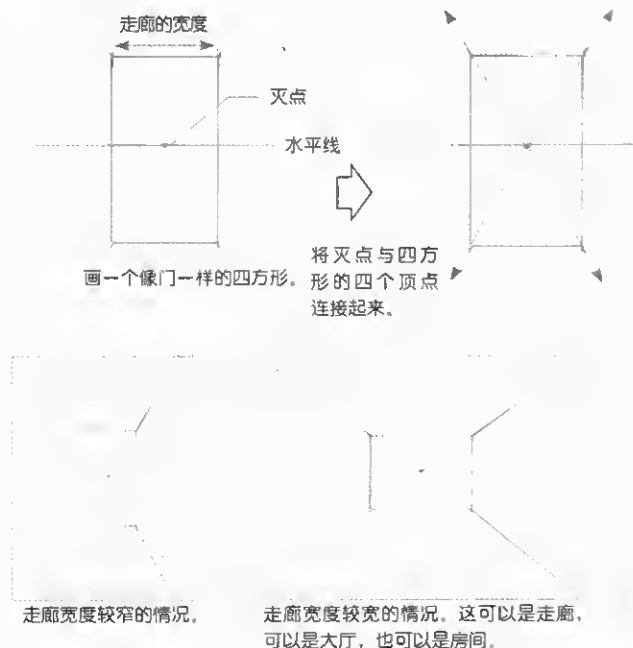 走廊的宽度
灭点
水平线
画一个像门一样的四方形。
将灭点与四方
形的四个顶点
连接起来。
走廊宽度较窄的情况。
走廊宽度较宽的情况。这可以是走廊,
可以是大厅，也可以是房间。